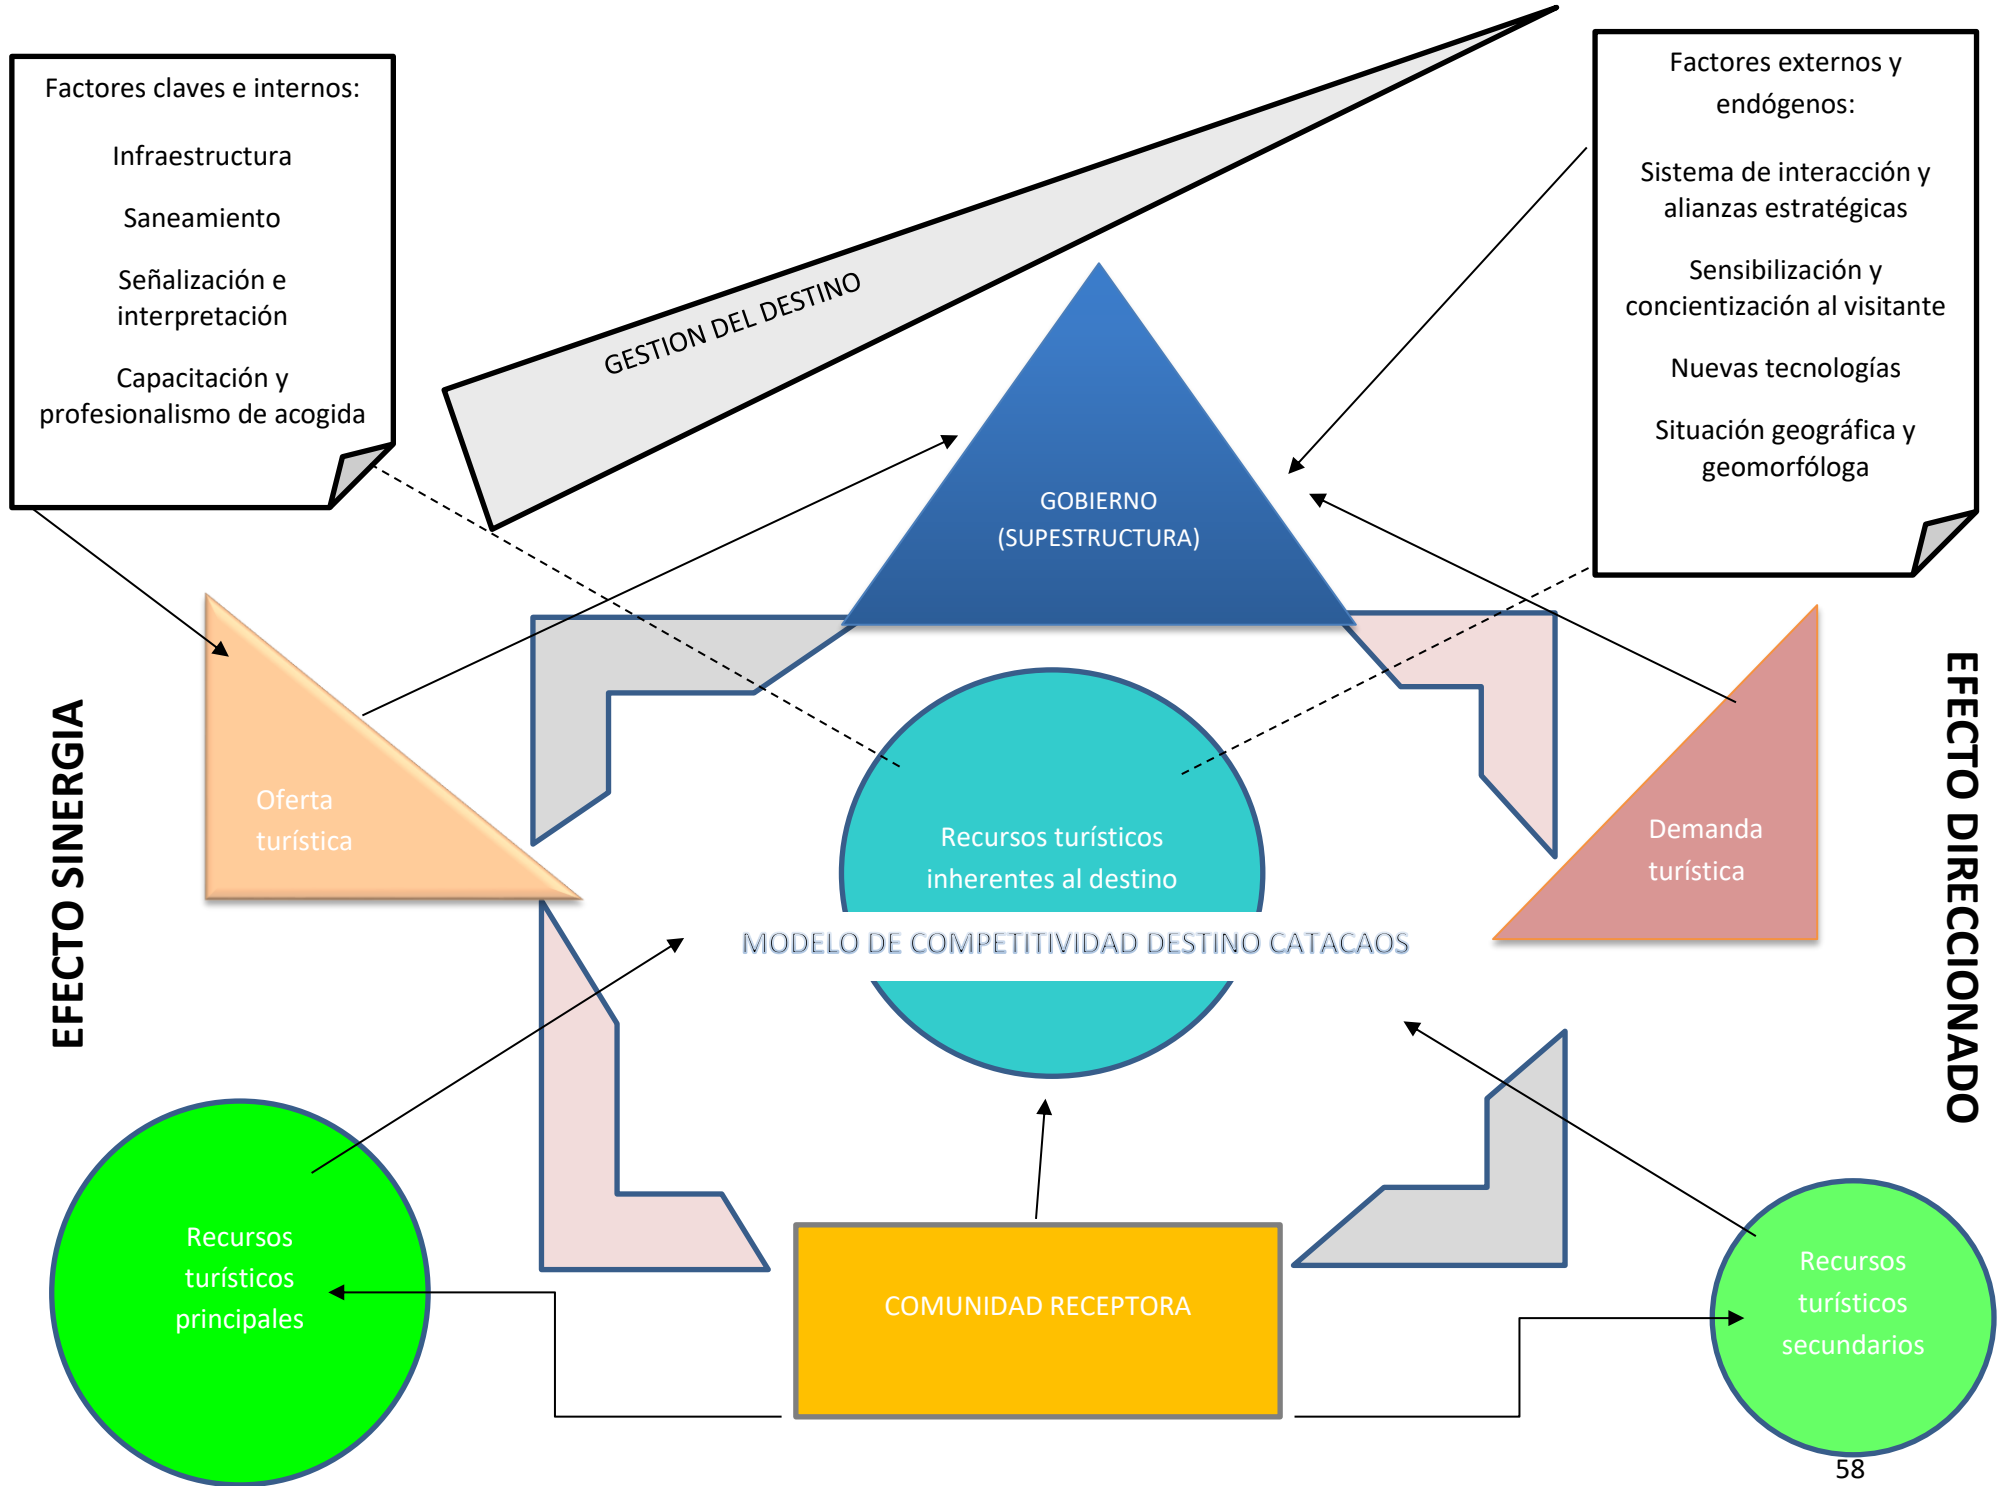 Factores claves e internos:
Infraestructura
Saneamiento
Señalización e
interpretación
Capacitación y
profesionalismo de acogida
GESTION DEL DESTINO
Factores externos y
endógenos:
Sistema de interacción y
alianzas estratégicas
Sensibilización y
concientización al visitante
Nuevas tecnologías
Situación geográfica y
geomorfóloga
GOBIERNO
(SUPESTRUCTURA)
EFECTO SINERGIA
Oferta
turística
Recursos turísticos
inherentes al destino
Demanda
turística
EFECTO DIRECCIONADO
MODELO DE COMPETITIVIDAD DESTINO CATACAOS
Recursos
turísticos
principales
COMUNIDAD RECEPTORA
Recursos
turísticos
secundarios
58